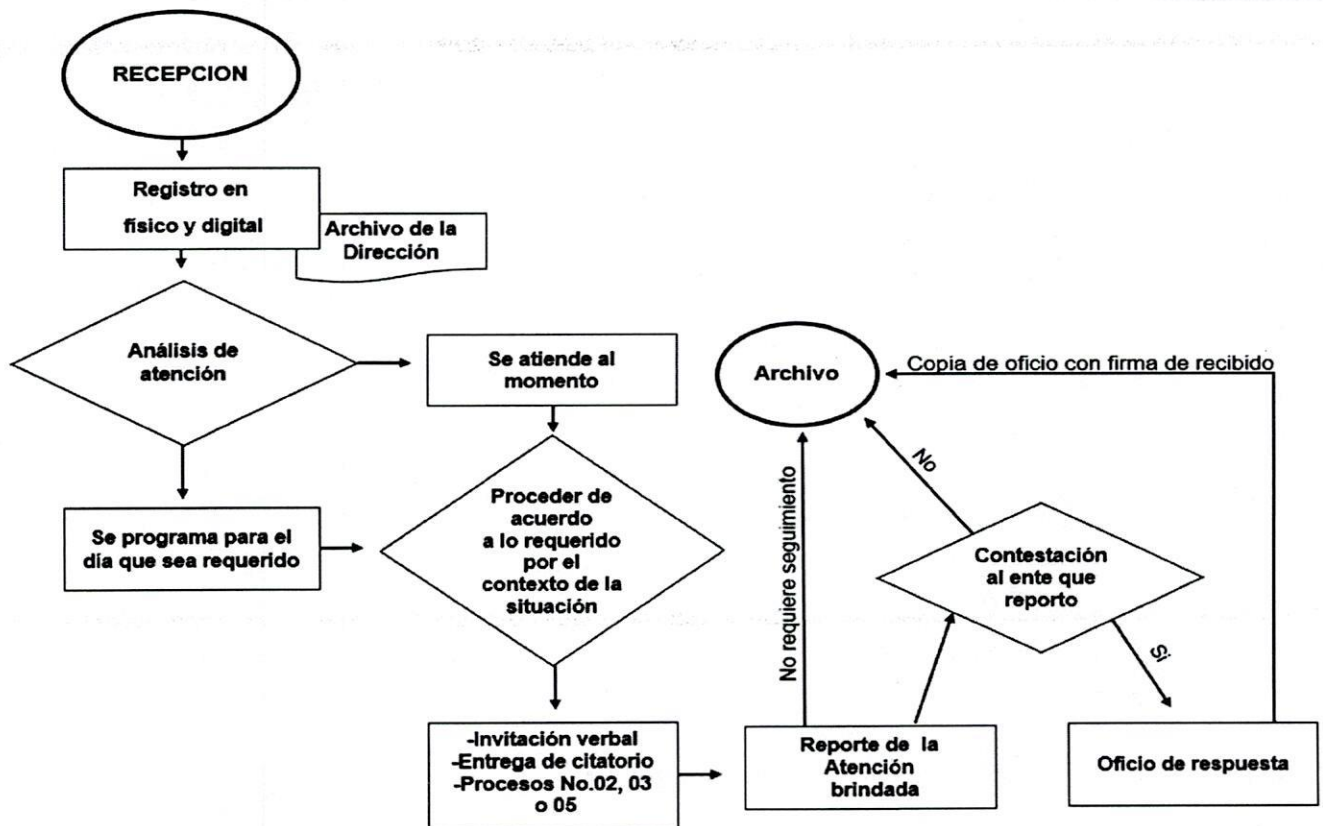 RECEPCION
Registro en
físico y digital
Archivo de la
Dirección
Análisis de
atención
Se atiende al
momento
Se programa para el
día que sea requerido
Proceder de
acuerdo
a lo requerido
por el
contexto de la
situación
-Invitación verbal
-Entrega de citatorio
-Procesos No.02, 03
o 05
Reporte de la
Atención
brindada
No requiere seguimiento
Archivo
Contestación
al ente que
reporto
No
Si
Oficio de respuesta
Copia de oficio con firma de recibido